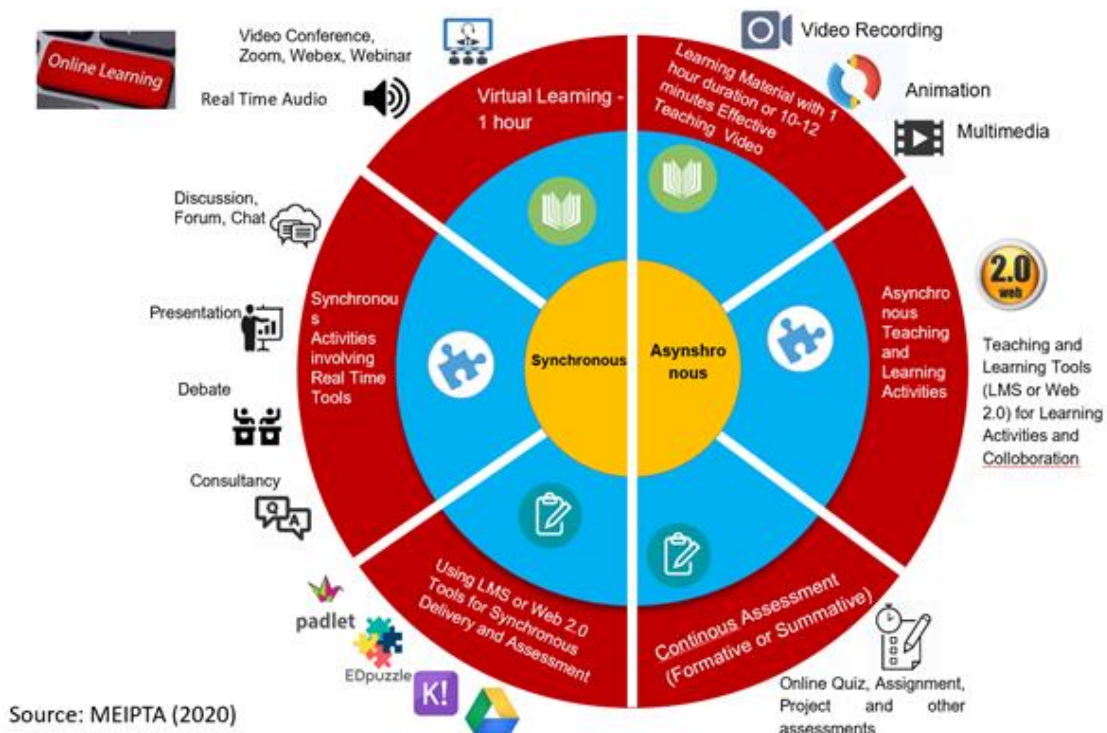 Online Learning
Video Conference,
Zoom, Webex, Webinar
Real Time Audio
Virtual Learning -
1 hour
Learning Material with 1
hour duration or 10-12
minutes Effective
Teaching Video
Video Recording
Animation
Multimedia
Discussion,
Forum, Chat
Presentation
Debate
Consultancy
Q
A
Synchronou
s
Activities
involving
Real Time
Tools
Synchronous
Asynshro
nous
Asynchro
nous
Teaching
and
Learning
Activities
2.0
web
Teaching and
Learning Tools
(LMS or Web
2.0) for Learning
Activities and
Colloboration
Using LMS or Web 2.0
Tools for Synchronous
Delivery and Assessment
Continous Assessment
(Formative or Summative)
padlet
EDpuzzle
K!
Online Quiz, Assignment,
Project and other
assessments
Source: MEIPTA (2020)